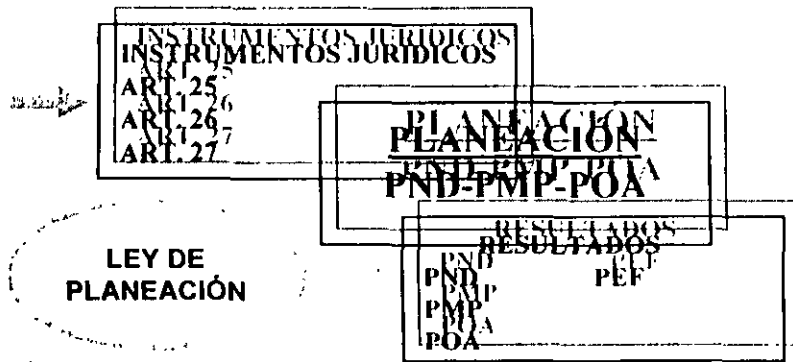 INSTRUMENTOS JURIDICOS
ART. 25
ART. 26
ART. 27
PLANEACIÓN
PND-PMP-POA
RESULTADOS
PND PEF
PMP
POA
LEY DE
PLANEACIÓN